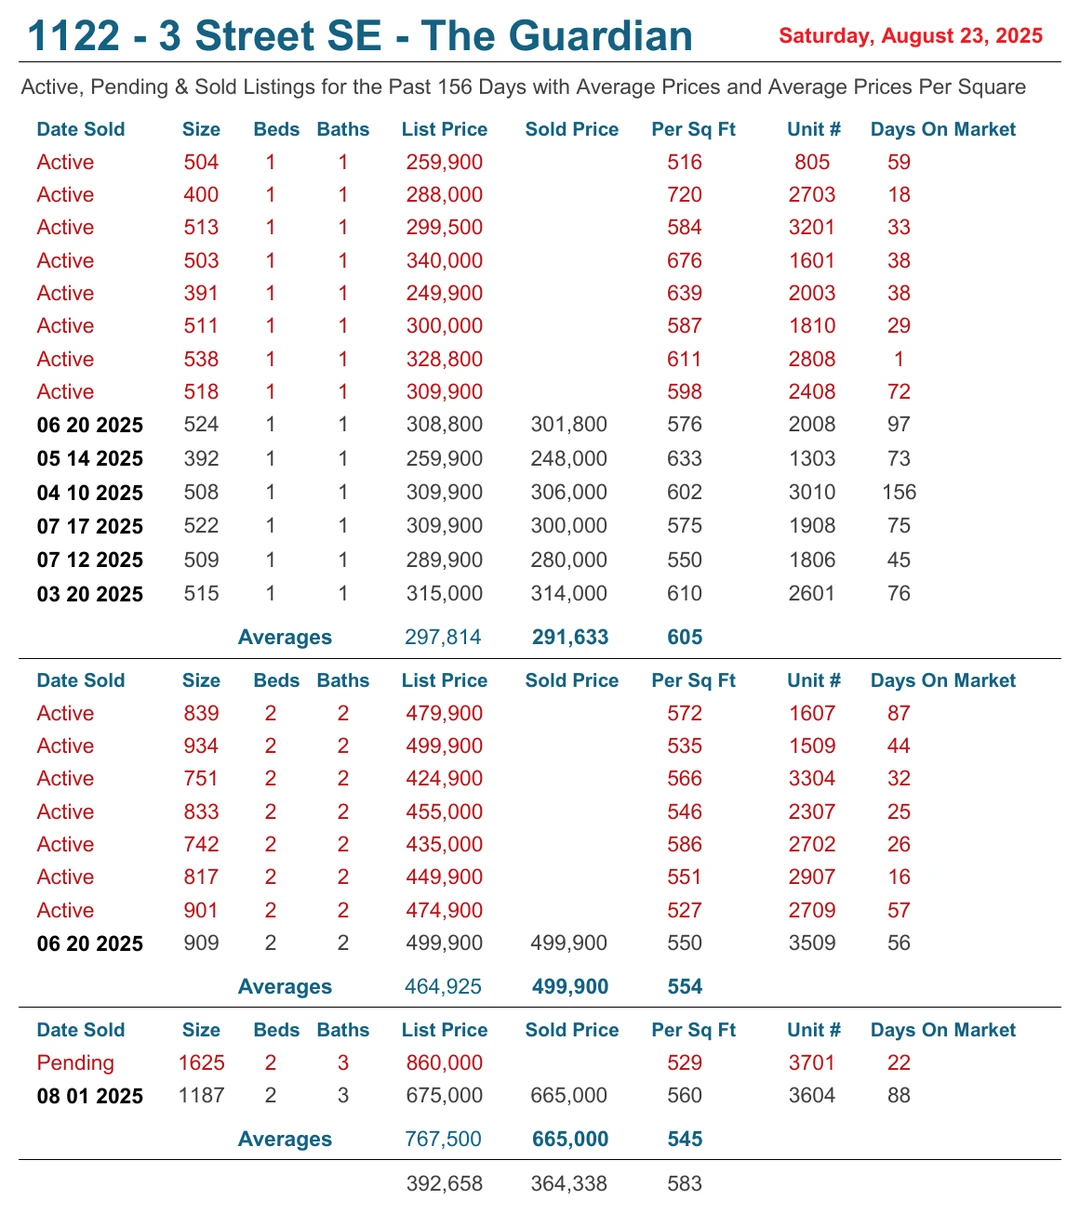 1122 - 3 Street SE - The Guardian Saturday, August 23, 2025
Active, Pending & Sold Listings for the Past 156 Days with Average Prices and Average Prices Per Square
Date Sold Size Beds Baths List Price Sold Price Per Sq Ft Unit # Days On Market
Active 504 1 1 259,900 516 805 59
Active 400 1 1 288,000 720 2703 18
Active 513 1 1 299,500 584 3201 33
Active 503 1 1 340,000 676 1601 38
Active 391 1 1 249,900 639 2003 38
Active 511 1 1 300,000 587 1810 29
Active 538 1 1 328,800 611 2808 1
Active 518 1 1 309,900 598 2408 72
06 20 2025 524 1 1 308,800 301,800 576 2008 97
05 14 2025 392 1 1 259,900 248,000 633 1303 73
04 10 2025 508 1 1 309,900 306,000 602 3010 156
07 17 2025 522 1 1 309,900 300,000 575 1908 75
07 12 2025 509 1 1 289,900 280,000 550 1806 45
03 20 2025 515 1 1 315,000 314,000 610 2601 76
Averages 297,814 291,633 605
Date Sold Size Beds Baths List Price Sold Price Per Sq Ft Unit # Days On Market
Active 839 2 2 479,900 572 1607 87
Active 934 2 2 499,900 535 1509 44
Active 751 2 2 424,900 566 3304 32
Active 833 2 2 455,000 546 2307 25
Active 742 2 2 435,000 586 2702 26
Active 817 2 2 449,900 551 2907 16
Active 901 2 2 474,900 527 2709 57
06 20 2025 909 2 2 499,900 499,900 550 3509 56
Averages 464,925 499,900 554
Date Sold Size Beds Baths List Price Sold Price Per Sq Ft Unit # Days On Market
Pending 1625 2 3 860,000 529 3701 22
08 01 2025 1187 2 3 675,000 665,000 560 3604 88
Averages 767,500 665,000 545
392,658 364,338 583